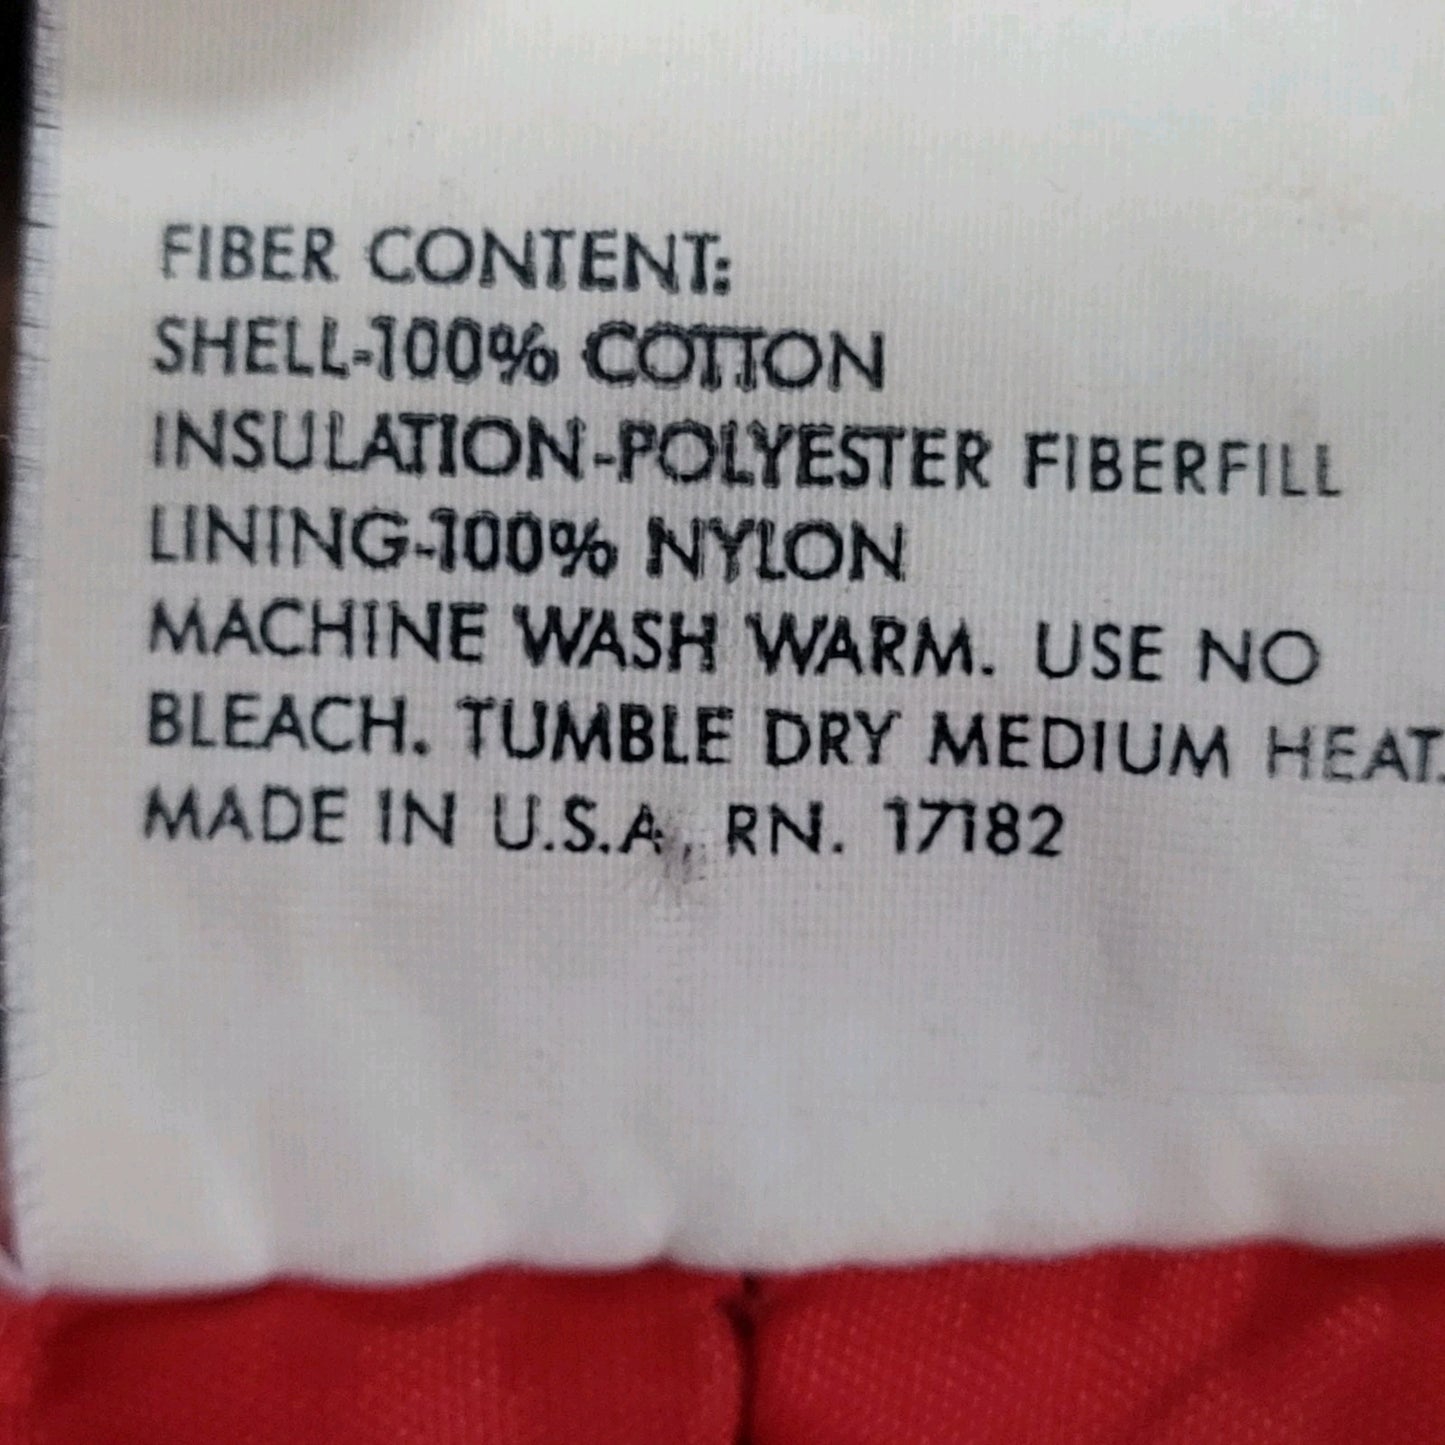 FIBER CONTENT:
SHELL-100% COTTON
INSULATION-POLYESTER FIBERFILL
LINING-100% NYLON
MACHINE WASH WARM. USE NO
BLEACH. TUMBLE DRY MEDIUM HEAT.
MADE IN U.S.A, RN. 17182